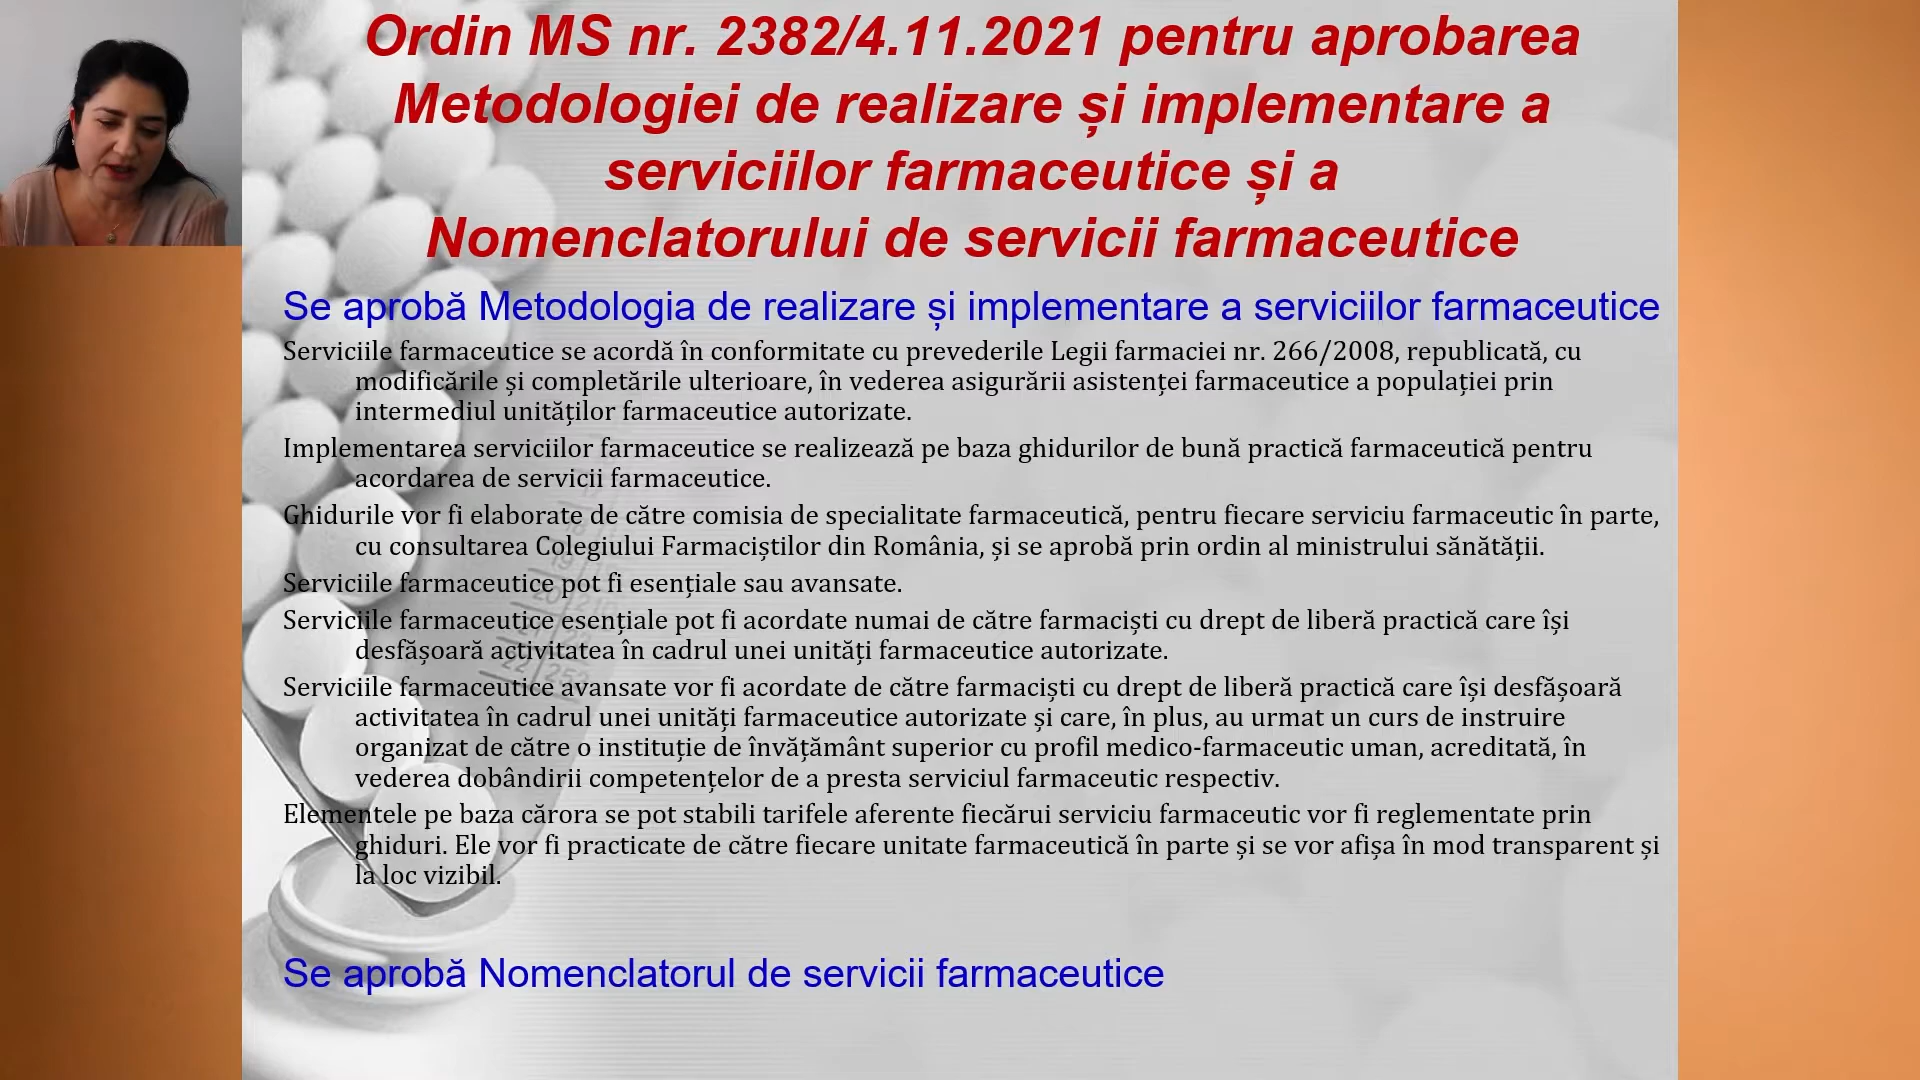 Ordin MS nr. 2382/4.11.2021 pentru aprobarea
Metodologiei de realizare și implementare a
serviciilor farmaceutice și a
Nomenclatorului de servicii farmaceutice
Se aprobă Metodologia de realizare și implementare a serviciilor farmaceutice
Serviciile farmaceutice se acordă în conformitate cu prevederile Legii farmaciei nr. 266/2008, republicată, cu
modificările și completările ulterioare, în vederea asigurării asistenței farmaceutice a populației prin
intermediul unităților farmaceutice autorizate.
Implementarea serviciilor farmaceutice se realizează pe baza ghidurilor de bună practică farmaceutică pentru
acordarea de servicii farmaceutice.
Ghidurile vor fi elaborate de către comisia de specialitate farmaceutică, pentru fiecare serviciu farmaceutic în parte,
cu consultarea Colegiului Farmaciștilor din România, și se aprobă prin ordin al ministrului sănătății.
Serviciile farmaceutice pot fi esențiale sau avansate.
Serviciile farmaceutice esențiale pot fi acordate numai de către farmaciști cu drept de liberă practică care își
desfășoară activitatea în cadrul unei unități farmaceutice autorizate.
Serviciile farmaceutice avansate vor fi acordate de către farmaciști cu drept de liberă practică care își desfășoară
activitatea în cadrul unei unități farmaceutice autorizate și care, în plus, au urmat un curs de instruire
organizat de către o instituție de învățământ superior cu profil medico-farmaceutic uman, acreditată, în
vederea dobândirii competențelor de a presta serviciul farmaceutic respectiv.
Elementele pe baza cărora se pot stabili tarifele aferente fiecărui serviciu farmaceutic vor fi reglementate prin
ghiduri. Ele vor fi practicate de către fiecare unitate farmaceutică în parte și se vor afișa în mod transparent și
la loc vizibil.
Se aprobă Nomenclatorul de servicii farmaceutice